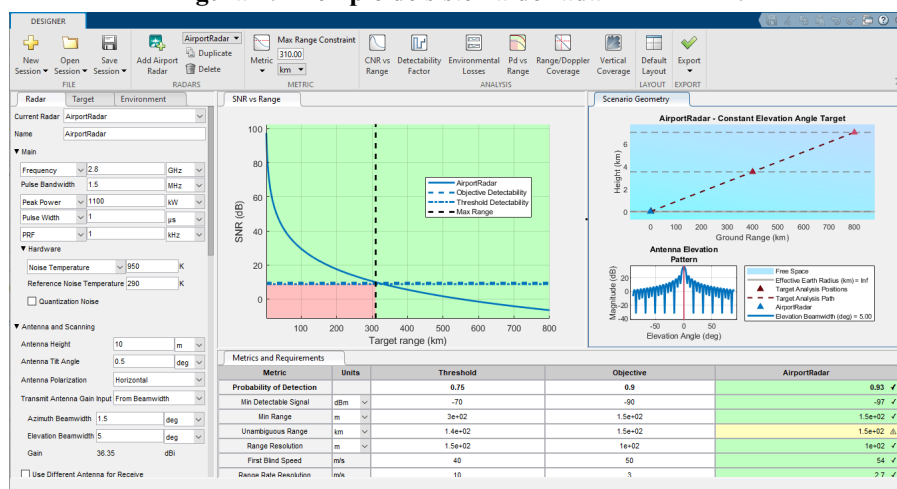 DESIGNER
New
Session
Open
Session
Save
Session
FILE
Add Airport
Radar
AirportRadar
Duplicate
Delete
RADARS
Metric
Max Range Constraint
310.00
km
METRIC
CNR vs
Range
Detectability
Factor
Environmental
Losses
Pd vs
Range
Range/Doppler
Coverage
Vertical
Coverage
ANALYSIS
Default
Layout
LAYOUT
Export
EXPORT
Radar
Target
Environment
Current Radar AirportRadar
Name AirportRadar
Main
Frequency 2.8 GHz
Pulse Bandwidth 1.5 MHz
Peak Power 1100 kW
Pulse Width 1 µs
PRF 1 kHz
Hardware
Noise Temperature 950 K
Reference Noise Temperature 290 K
Quantization Noise
Antenna and Scanning
Antenna Height 10 m
Antenna Tilt Angle 0.5 deg
Antenna Polarization Horizontal
Transmit Antenna Gain Input From Beamwidth
Azimuth Beamwidth 1.5 deg
Elevation Beamwidth 5 deg
Gain 36.35 dBi
Use Different Antenna for Receive
SNR vs Range
100
80
60
40
20
0
SNR (dB)
100 200 300 400 500 600 700 800
Target range (km)
AirportRadar
Objective Detectability
Threshold Detectability
Max Range
Scenario Geometry
AirportRadar - Constant Elevation Angle Target
6
4
2
0
Height (km)
0 100 200 300 400 500 600 700 800
Ground Range (km)
Antenna Elevation
Pattern
20
0
-20
-40
Magnitude (dB)
-50 0 50
Elevation Angle (deg)
Free Space
Effective Earth Radius (km) = Inf
Target Analysis Positions
Target Analysis Path
AirportRadar
Elevation Beamwidth (deg) = 5.00
Metrics and Requirements
Metric Units Threshold Objective AirportRadar
Probability of Detection 0.75 0.9 0.93
Min Detectable Signal dBm -70 -90 -97
Min Range m 3e+02 1.5e+02 1.5e+02
Unambiguous Range km 1.4e+02 1.5e+02 1.5e+02
Range Resolution m 1.5e+02 1e+02 1e+02
First Blind Speed m/s 40 50 54
Range Rate Resolution m/s 10 3 2.7